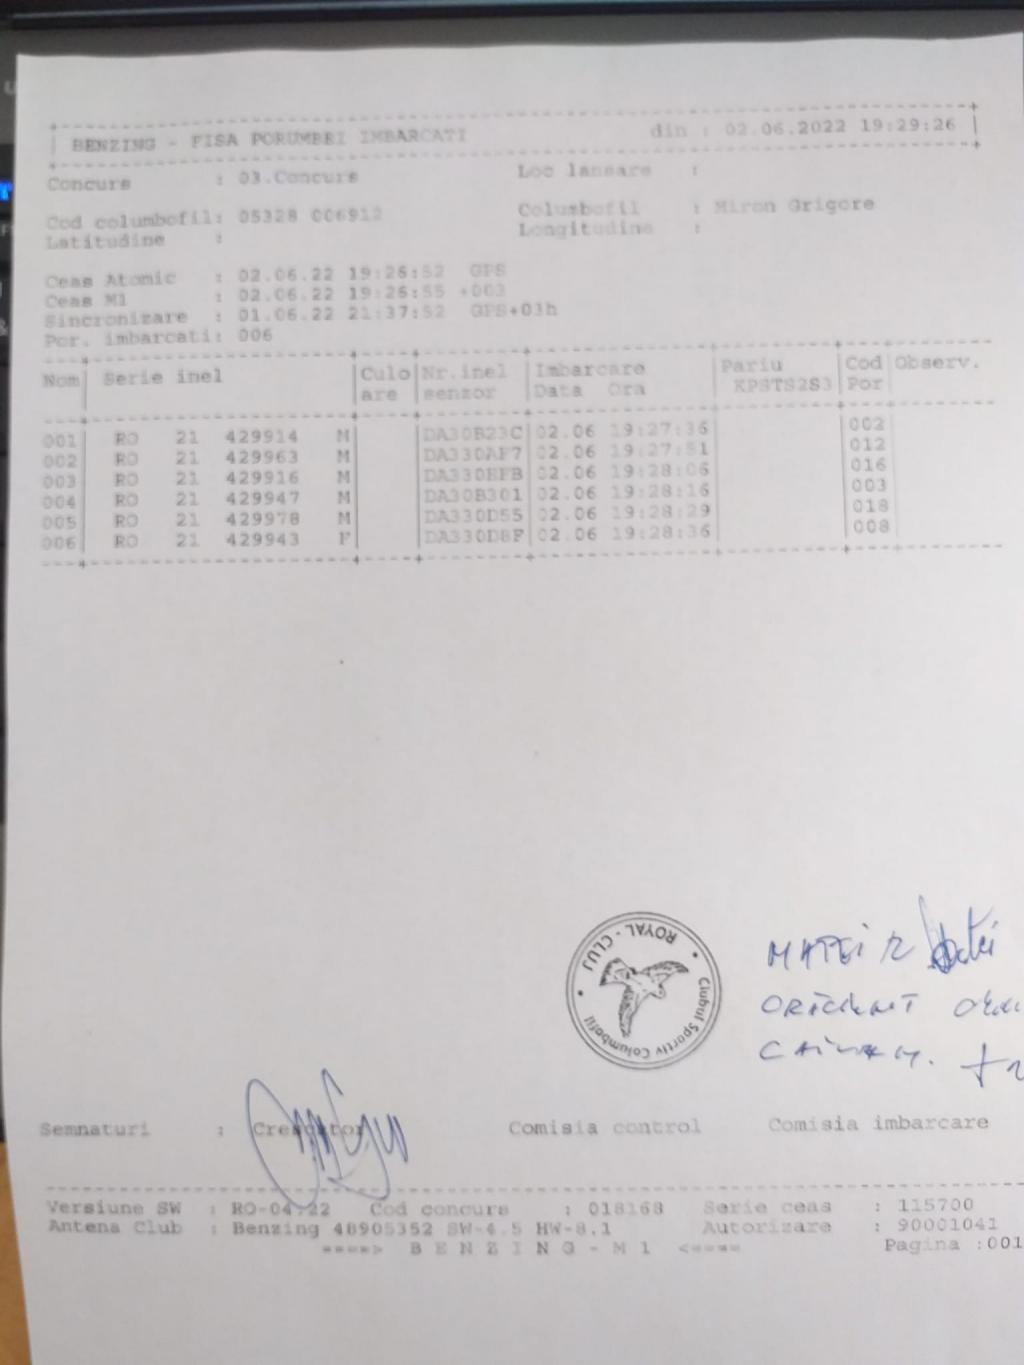 BENZING - FISA PORUMBEI IMBARCATI din : 02.06.2022 19:29:26
Concurs : 03.Concurs Loc lansare :
Cod columbofil: 05328 006912 Columbofil : Miron Grigore
Latitudine : Longitudine :
Ceas Atomic : 02.06.22 19:26:52 GPS
Ceas M1 : 02.06.22 19:26:55 +003
Sincronizare : 01.06.22 21:37:52 GPS+03h
Por. imbarcati: 006
Nom Serie inel Culo Nr.inel Imbarcare Pariu Cod Observ.
are senzor Data Ora KPSTS2S3 Por
001 RO 21 429914 M DA30B23C 02.06 19:27:36 002
002 RO 21 429963 M DA330AF7 02.06 19:27:51 012
003 RO 21 429916 M DA330EFB 02.06 19:28:06 016
004 RO 21 429947 M DA30B301 02.06 19:28:16 003
005 RO 21 429978 M DA330D55 02.06 19:28:29 018
006 RO 21 429943 F DA330D8F 02.06 19:28:36 008
Clubul Sportiv Columbofil
ROYAL - CLUJ
MATEI
Semnaturi : Crescator Comisia control Comisia imbarcare
Versiune SW : RO-04.22 Cod concurs : 018168 Serie ceas : 115700
Antena Club : Benzing 48905352 SW-4.5 HW-8.1 Autorizare : 90001041
====> B E N Z I N G - M 1 <==== Pagina :001